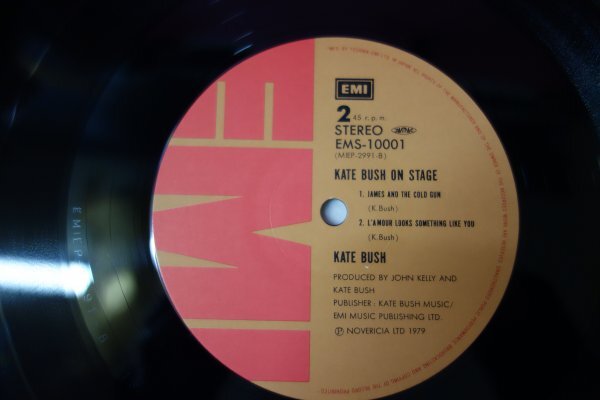 EMI
2
45 r.p.m.
STEREO
EMS-10001
(MIEP-2991-B)
KATE BUSH ON STAGE
1. JAMES AND THE COLD GUN
(K.Bush)
2. L'AMOUR LOOKS SOMETHING LIKE YOU
(K.Bush)
KATE BUSH
PRODUCED BY JOHN KELLY AND
KATE BUSH
PUBLISHER : KATE BUSH MUSIC/
EMI MUSIC PUBLISHING LTD.
Ⓟ NOVERICIA LTD 1979
EMI